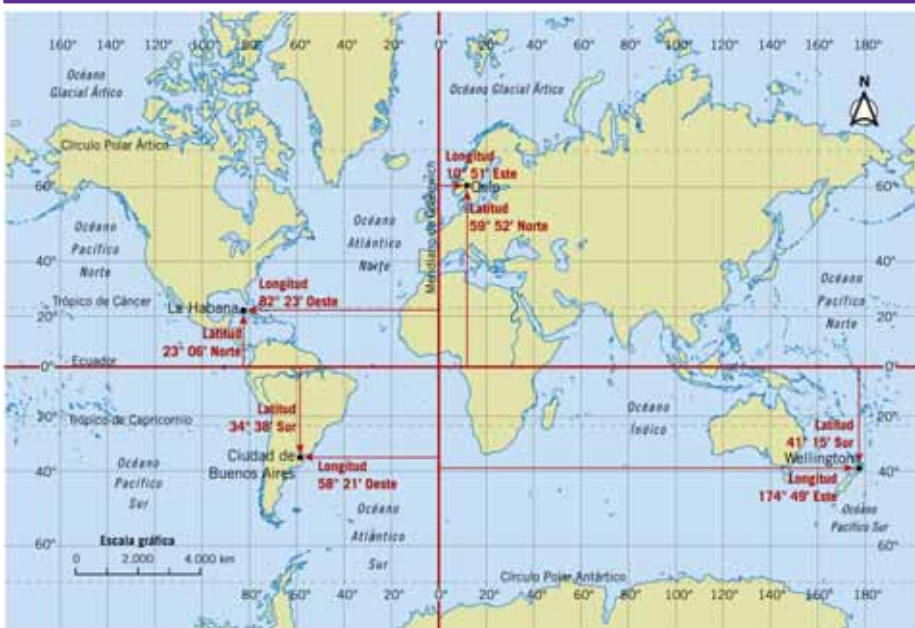 160° 140° 120° 100° 80° 60° 40° 20° 0° 20° 40° 60° 80° 100° 120° 140° 160° 180°
Océano
Glacial Ártico
Océano Glacial Ártico
N
Círculo Polar Ártico
Longitud
10° 51' Este
Oslo
60°
60°
Latitud
59° 52' Norte
Meridiano de Greenwich
Océano
Pacífico
Norte
Océano
Atlántico
Norte
40°
40°
Océano
Pacífico
Norte
Trópico de Cáncer
Longitud
82° 23' Oeste
La Habana
20°
20°
Latitud
23° 06' Norte
Ecuador
0°
0°
20°
20°
Trópico de Capricornio
Latitud
34° 38' Sur
Océano
Índico
Latitud
41° 15' Sur
Wellington
Ciudad de
Buenos Aires
Longitud
58° 21' Oeste
40°
40°
Longitud
174° 49' Este
Océano
Pacífico
Sur
Océano
Atlántico
Sur
Océano
Pacífico Sur
Escala gráfica
0 2.000 4.000 km
60°
60°
Círculo Polar Antártico
160° 140° 120° 100° 80° 60° 40° 20° 0° 20° 40° 60° 80° 100° 120° 140° 160° 180°